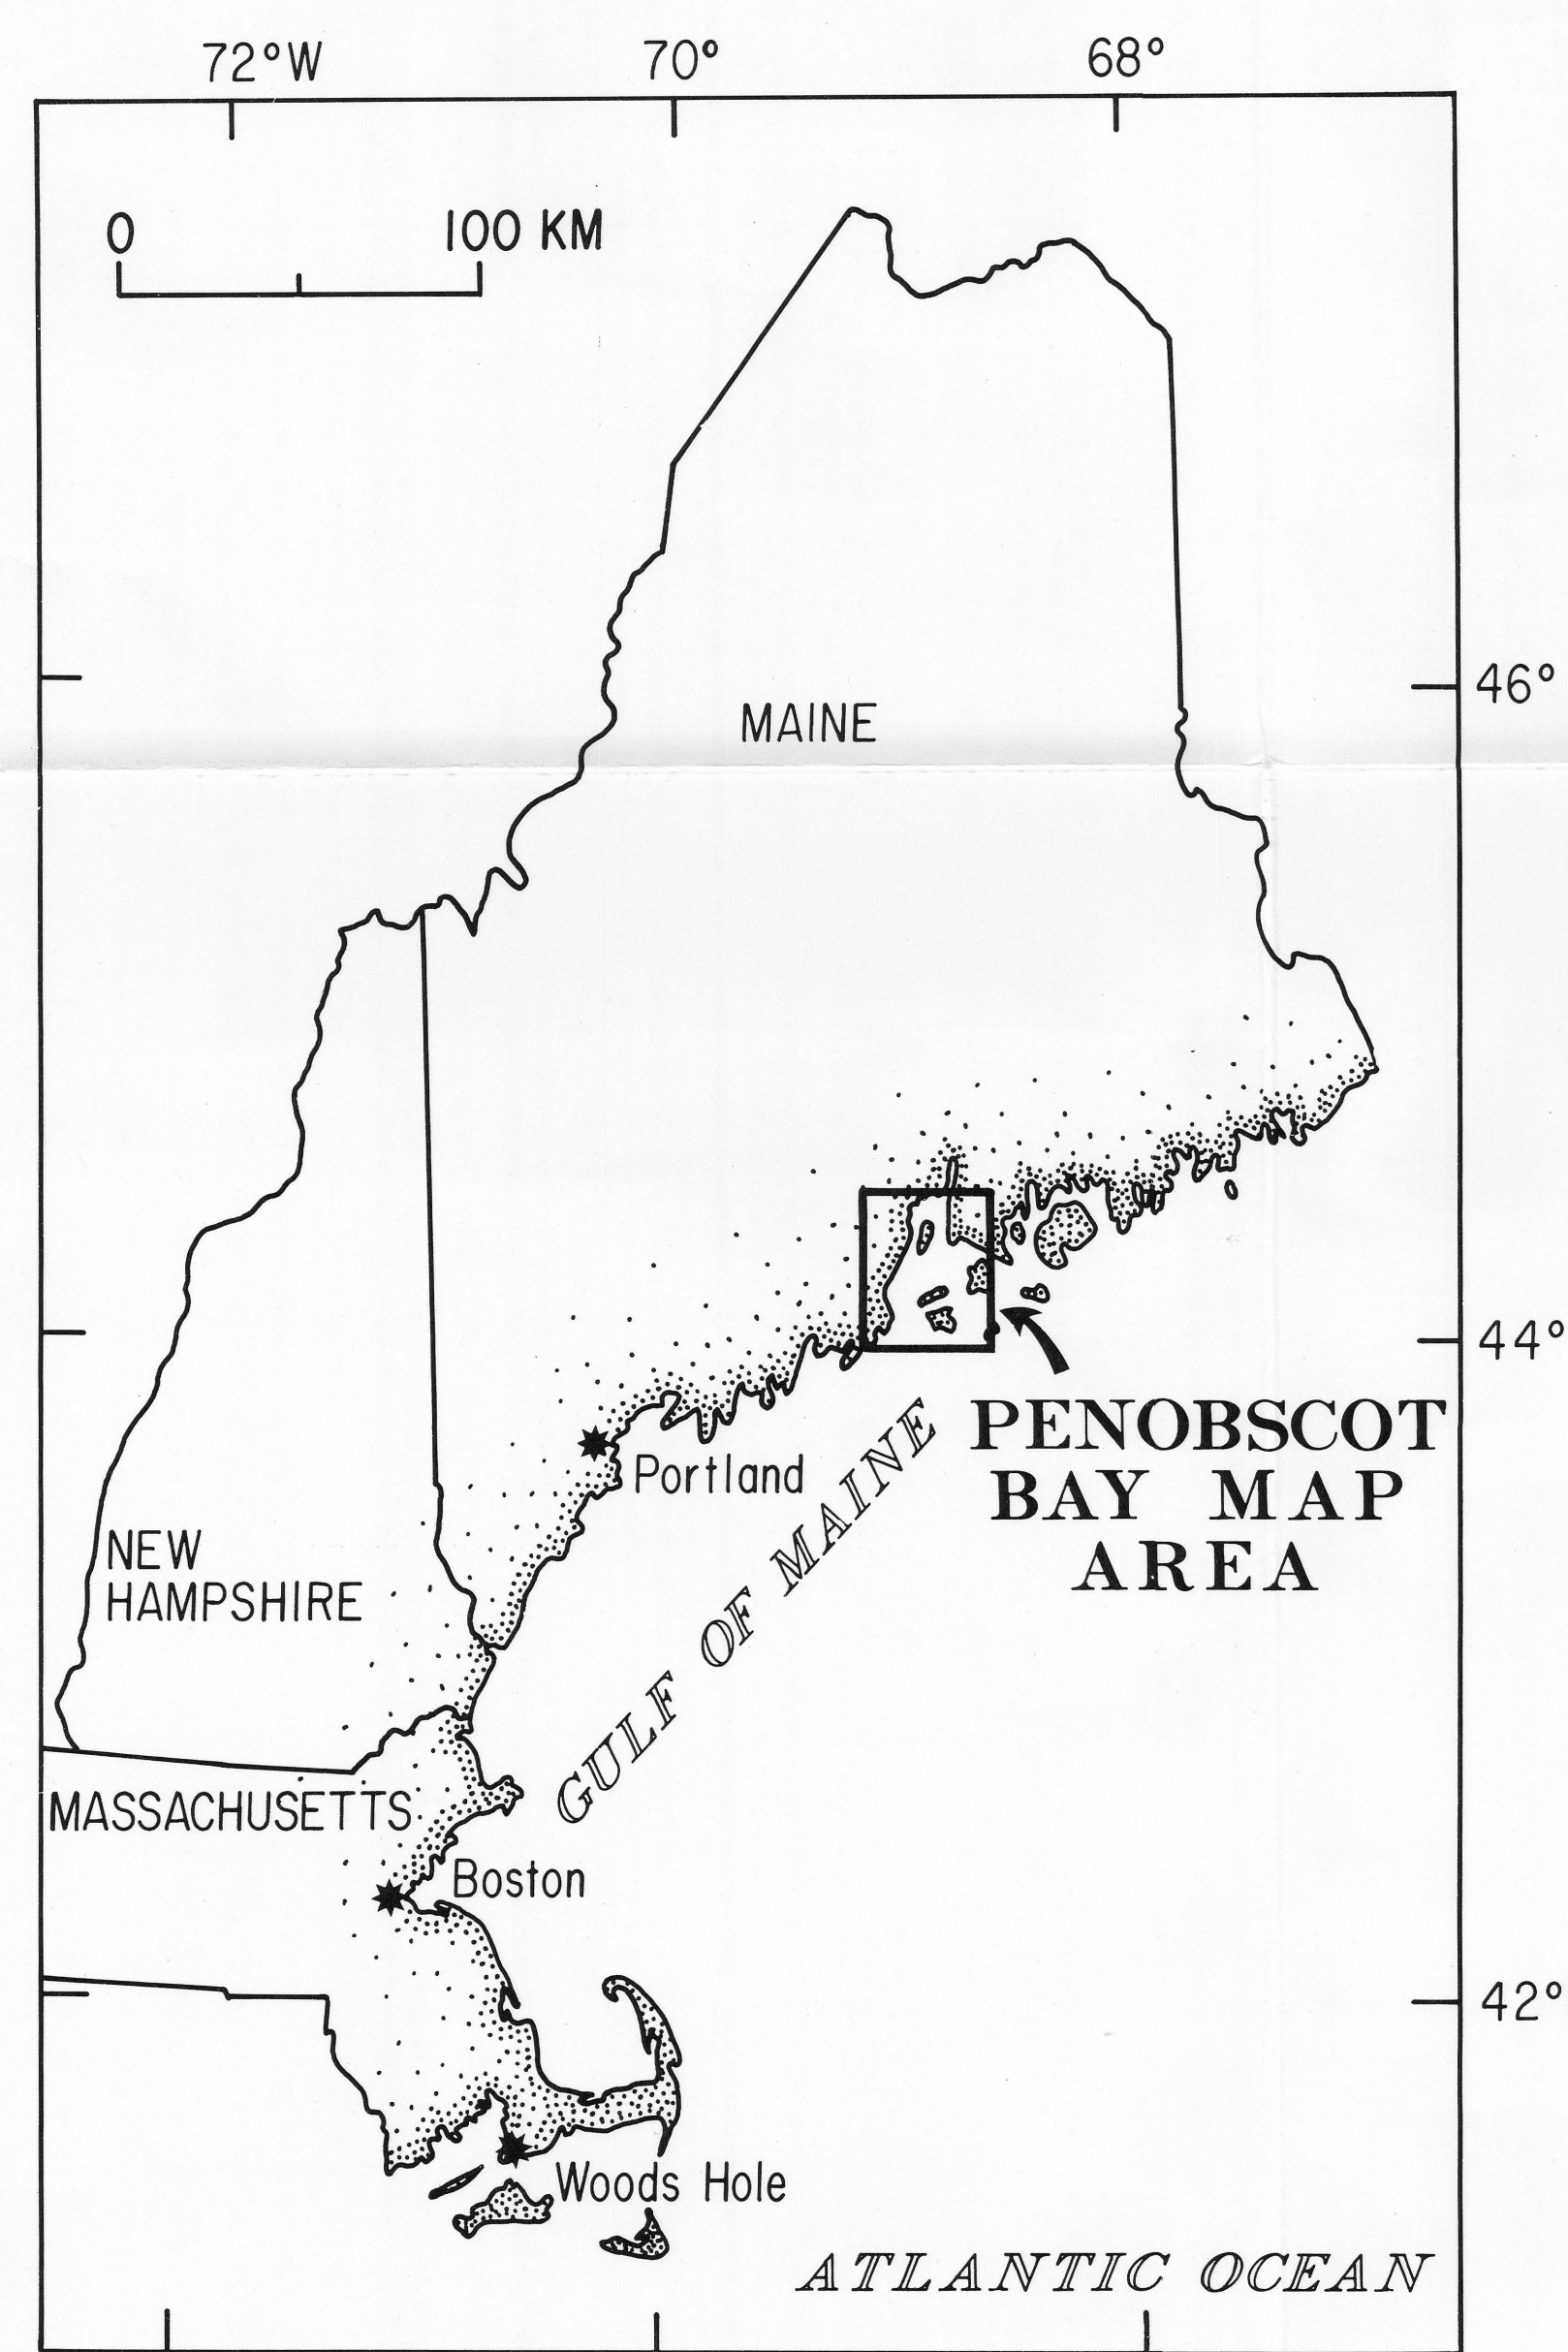 72°W 70° 68°
0 100 KM
46°
MAINE
44°
PENOBSCOT
BAY MAP
AREA
Portland
GULF OF MAINE
NEW
HAMPSHIRE
MASSACHUSETTS
Boston
42°
Woods Hole
ATLANTIC OCEAN